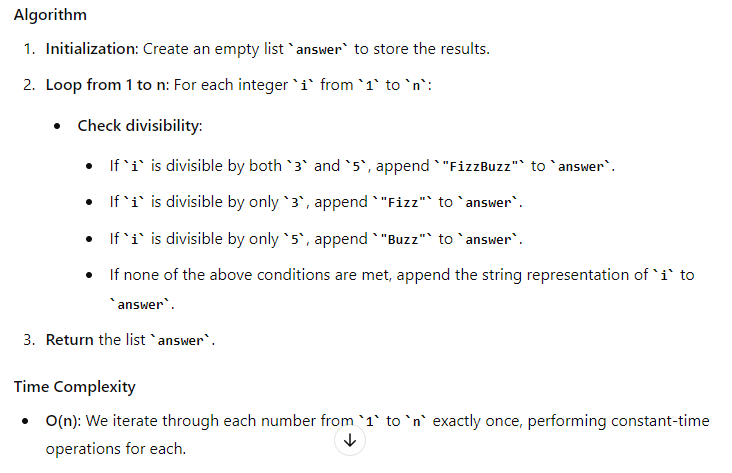 Algorithm
1. Initialization: Create an empty list `answer` to store the results.
2. Loop from 1 to n: For each integer `i` from `1` to `n`:
• Check divisibility:
• If `i` is divisible by both `3` and `5`, append `"FizzBuzz"` to `answer`.
• If `i` is divisible by only `3`, append `"Fizz"` to `answer`.
• If `i` is divisible by only `5`, append `"Buzz"` to `answer`.
• If none of the above conditions are met, append the string representation of `i` to
`answer`.
3. Return the list `answer`.
Time Complexity
• O(n): We iterate through each number from `1` to `n` exactly once, performing constant-time
operations for each.